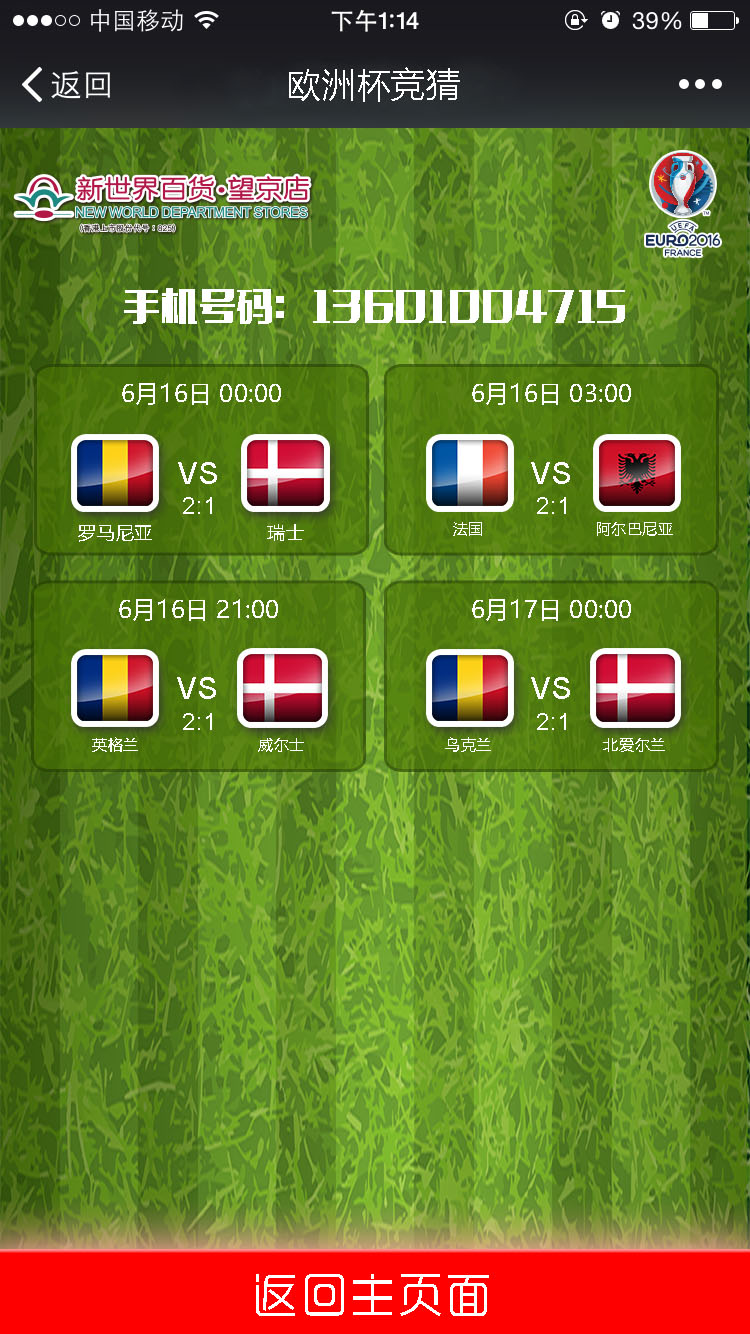 中国移动 下午1:14 39%
返回 欧洲杯竞猜
新世界百货·望京店
NEW WORLD DEPARTMENT STORES
(香港上市股份代号:825)
UEFA
EURO2016
FRANCE
手机号码: 13601004715
6月16日 00:00
VS
2:1
罗马尼亚 瑞士
6月16日 03:00
VS
2:1
法国 阿尔巴尼亚
6月16日 21:00
VS
2:1
英格兰 威尔士
6月17日 00:00
VS
2:1
乌克兰 北爱尔兰
返回主页面